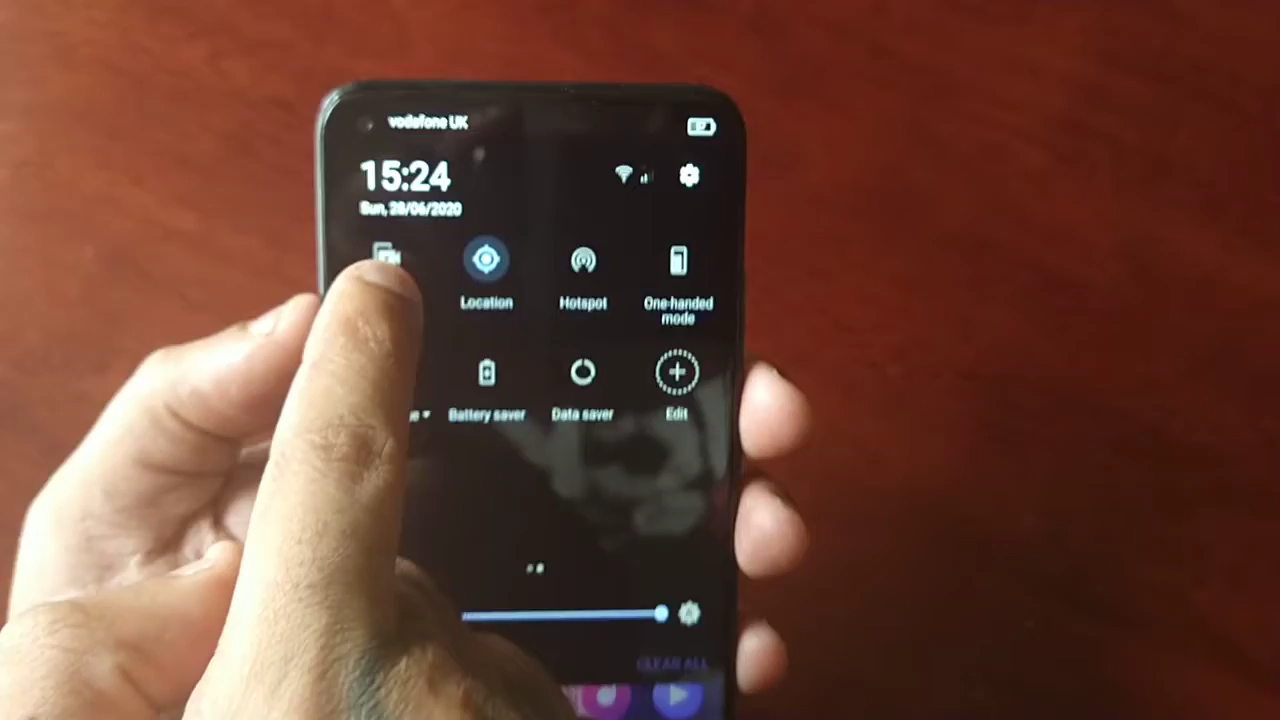 vodafone UK
15:24
Sun, 28/06/2020
Location
Hotspot
One-handed
mode
Battery saver
Data saver
Edit
CLEAR ALL